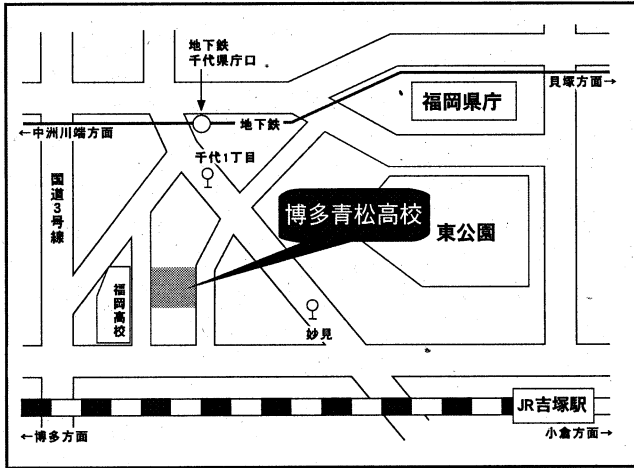 地下鉄
千代県庁口
福岡県庁
貝塚方面→
←中洲川端方面
地下鉄
千代1丁目
国道3号線
博多青松高校
東公園
福岡高校
妙見
JR吉塚駅
←博多方面
小倉方面→